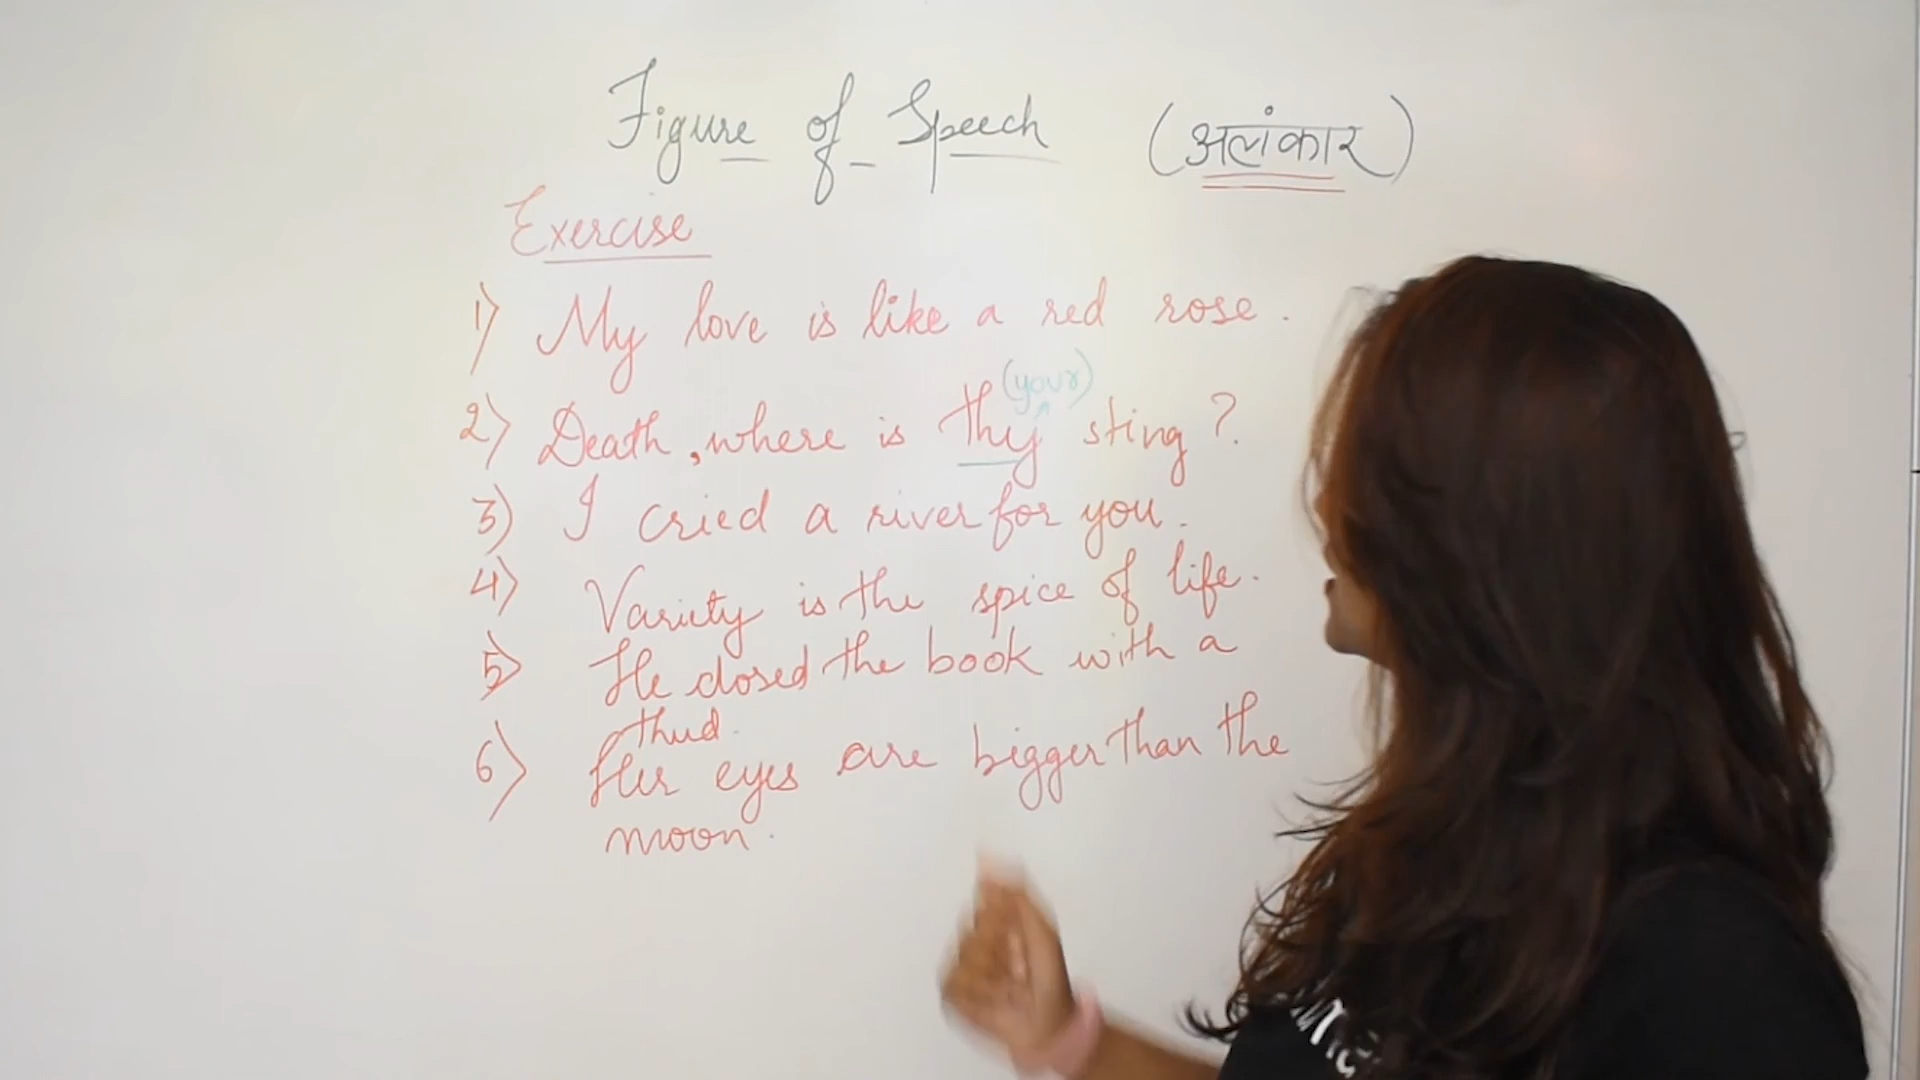 Figure of Speech (अलंकार)
Exercise
1) My love is like a red rose.
(your)
2) Death, where is thy sting ?
3) I cried a river for you.
4) Variety is the spice of life.
5) He closed the book with a
thud.
6) Her eyes are bigger than the
moon.